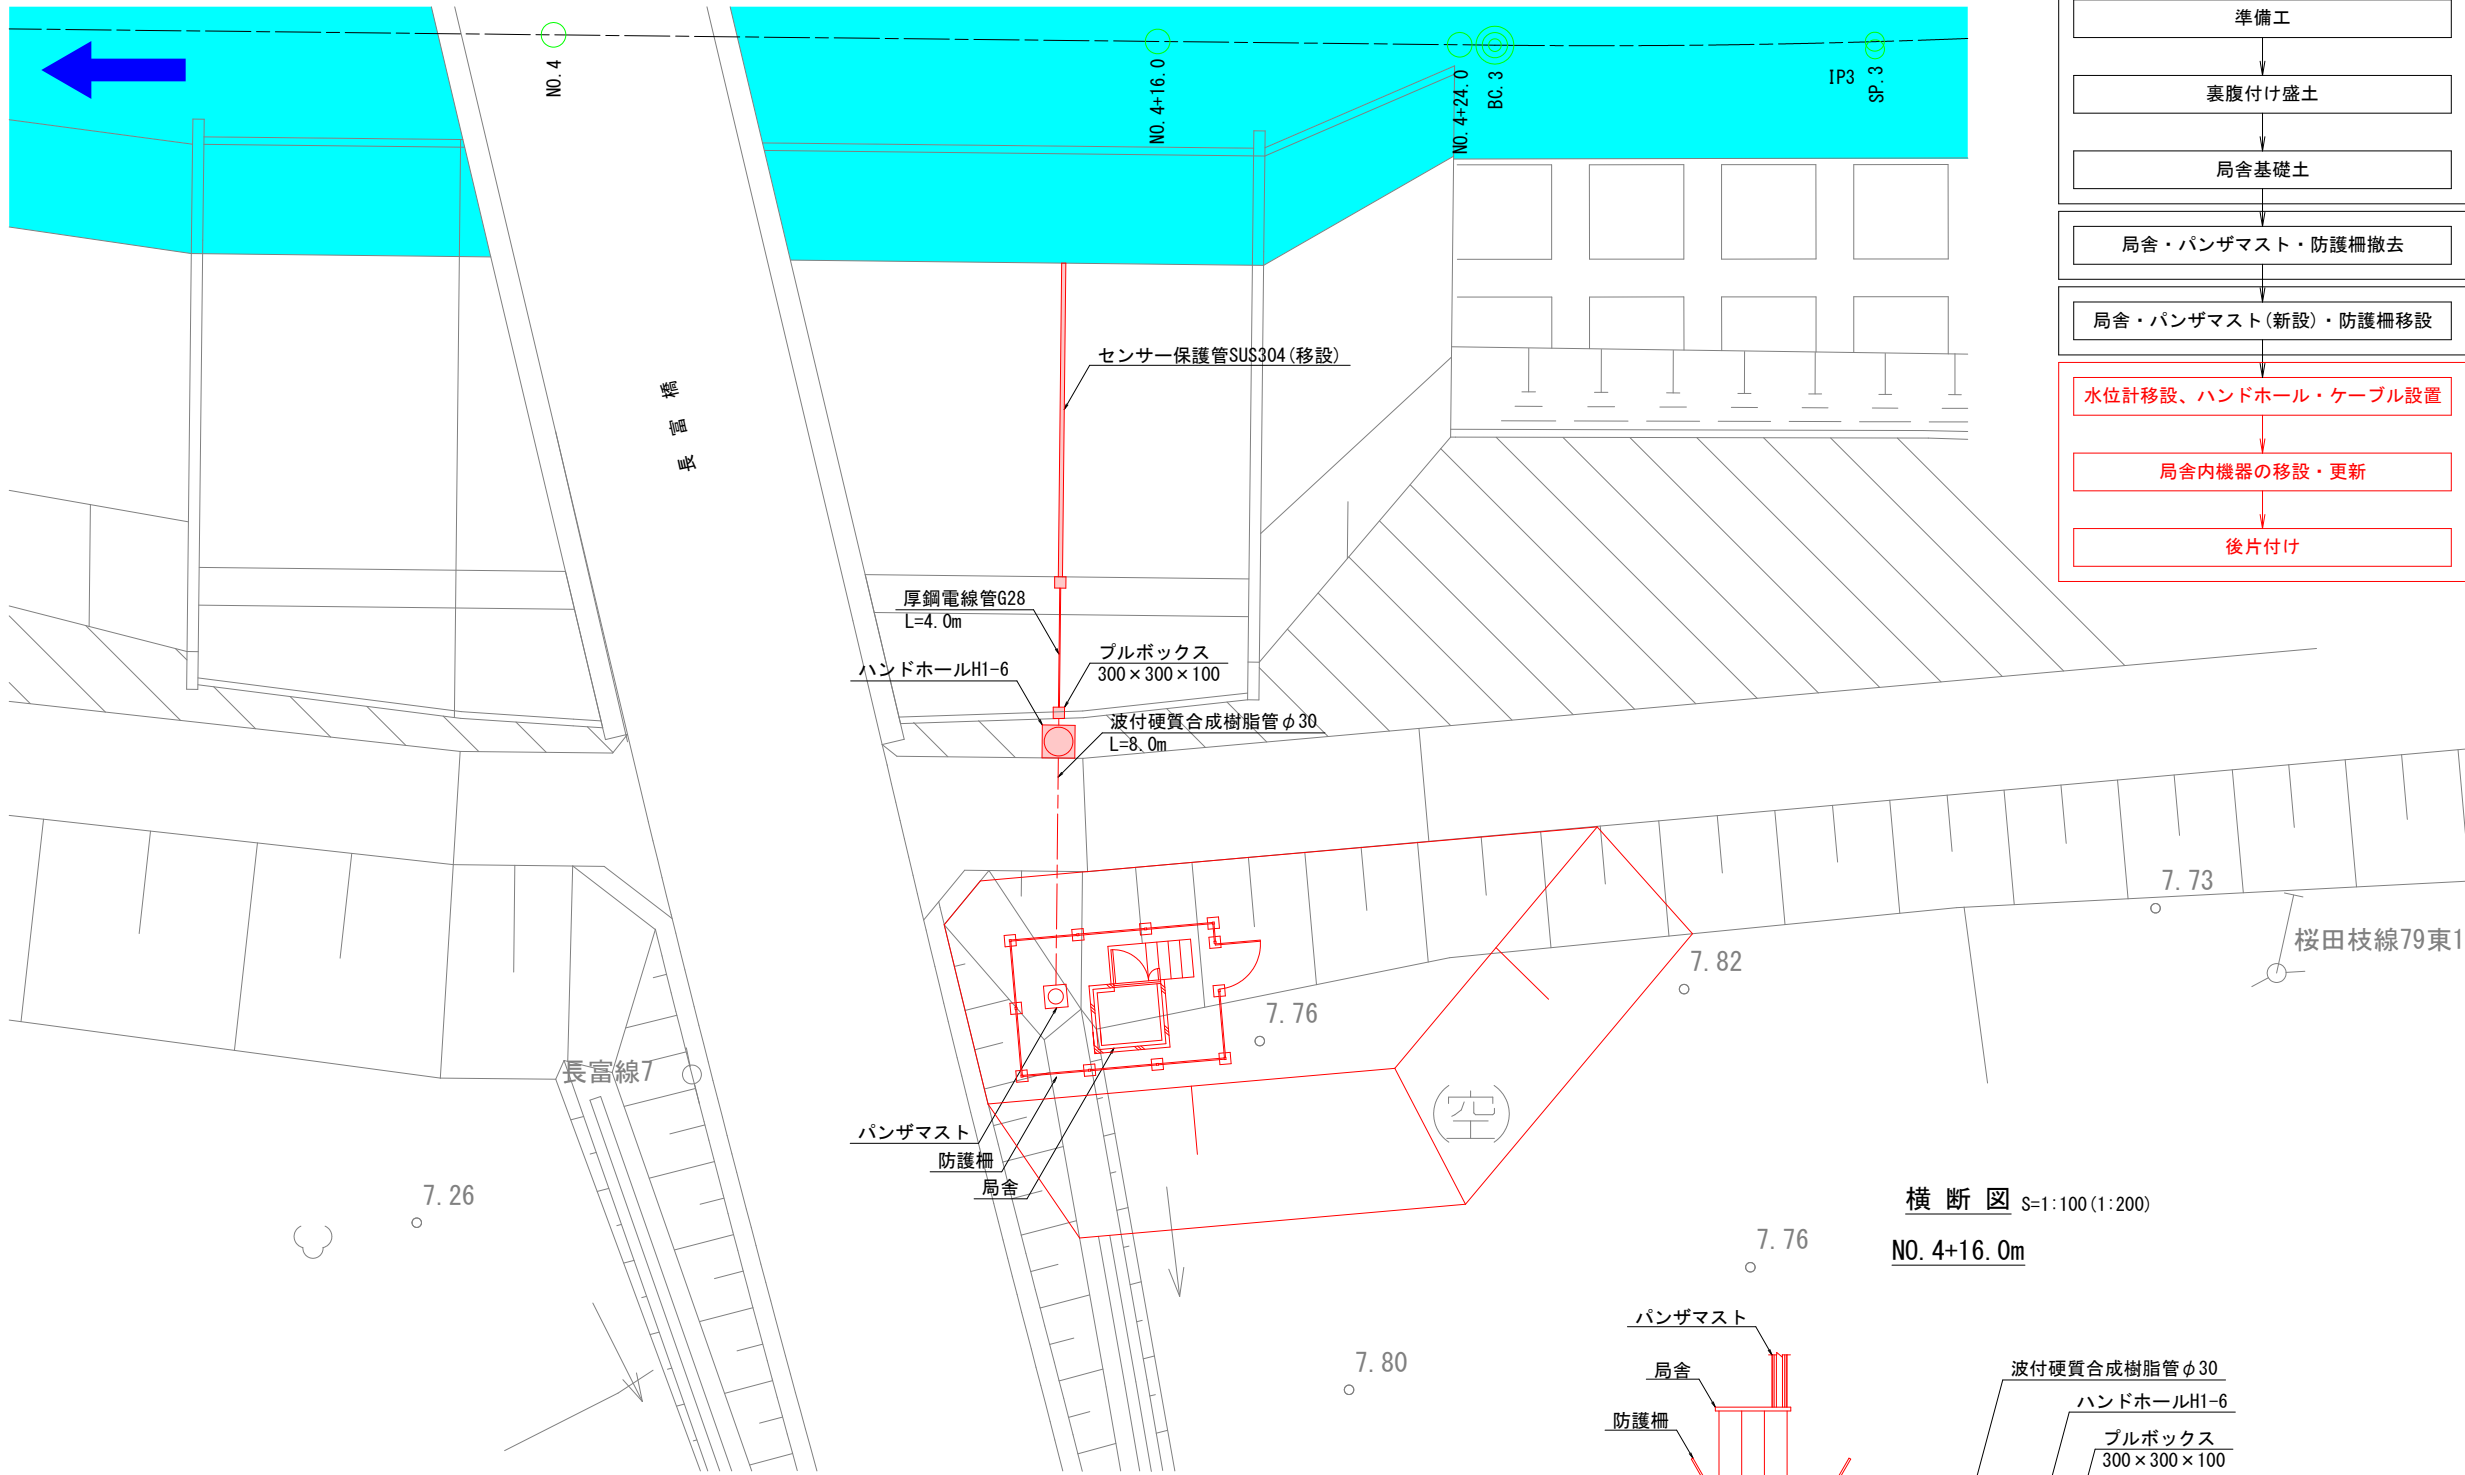 NO.4
NO.4+16.0
NO.4+24.0
BC.3
IP3
SP.3
長富橋
センサー保護管SUS304(移設)
厚鋼電線管G28
L=4.0m
プルボックス
300×300×100
ハンドホールH1-6
波付硬質合成樹脂管φ30
L=8.0m
7.73
桜田枝線79東1
7.82
7.76
長富線7
(空)
パンザマスト
防護柵
局舎
7.26
7.76
7.80
準備工
裏腹付け盛土
局舎基礎土
局舎・パンザマスト・防護柵撤去
局舎・パンザマスト(新設)・防護柵移設
水位計移設、ハンドホール・ケーブル設置
局舎内機器の移設・更新
後片付け
横断図 S=1:100(1:200)
NO.4+16.0m
パンザマスト
局舎
防護柵
波付硬質合成樹脂管φ30
ハンドホールH1-6
プルボックス
300×300×100